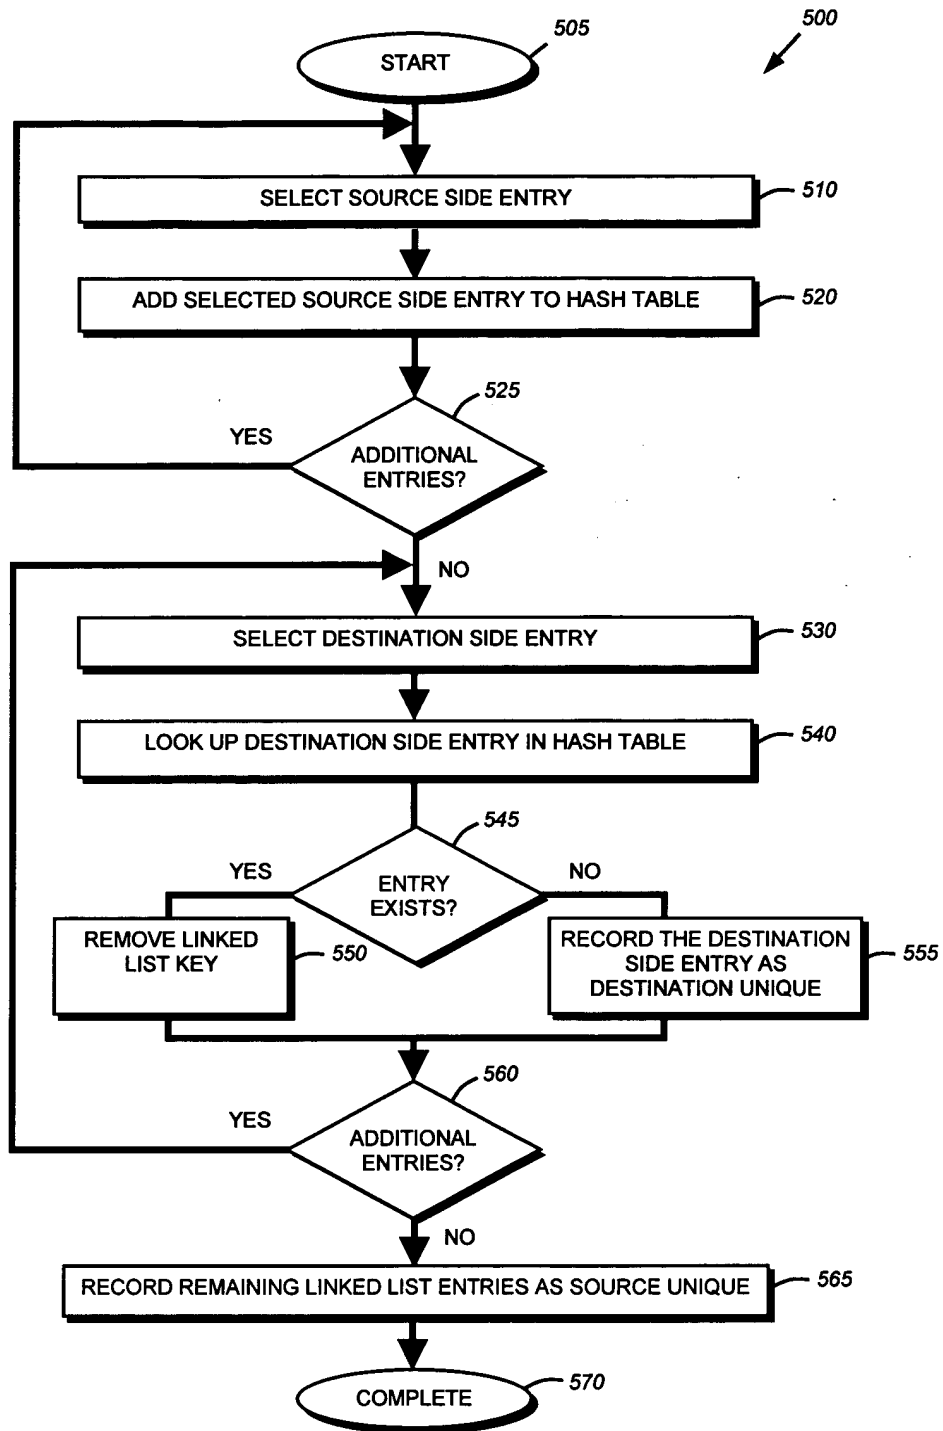 500
505
START
SELECT SOURCE SIDE ENTRY
510
ADD SELECTED SOURCE SIDE ENTRY TO HASH TABLE
520
525
YES
ADDITIONAL
ENTRIES?
NO
SELECT DESTINATION SIDE ENTRY
530
LOOK UP DESTINATION SIDE ENTRY IN HASH TABLE
540
545
YES
NO
ENTRY
EXISTS?
REMOVE LINKED
LIST KEY
550
RECORD THE DESTINATION
SIDE ENTRY AS
DESTINATION UNIQUE
555
560
YES
ADDITIONAL
ENTRIES?
NO
RECORD REMAINING LINKED LIST ENTRIES AS SOURCE UNIQUE
565
COMPLETE
570